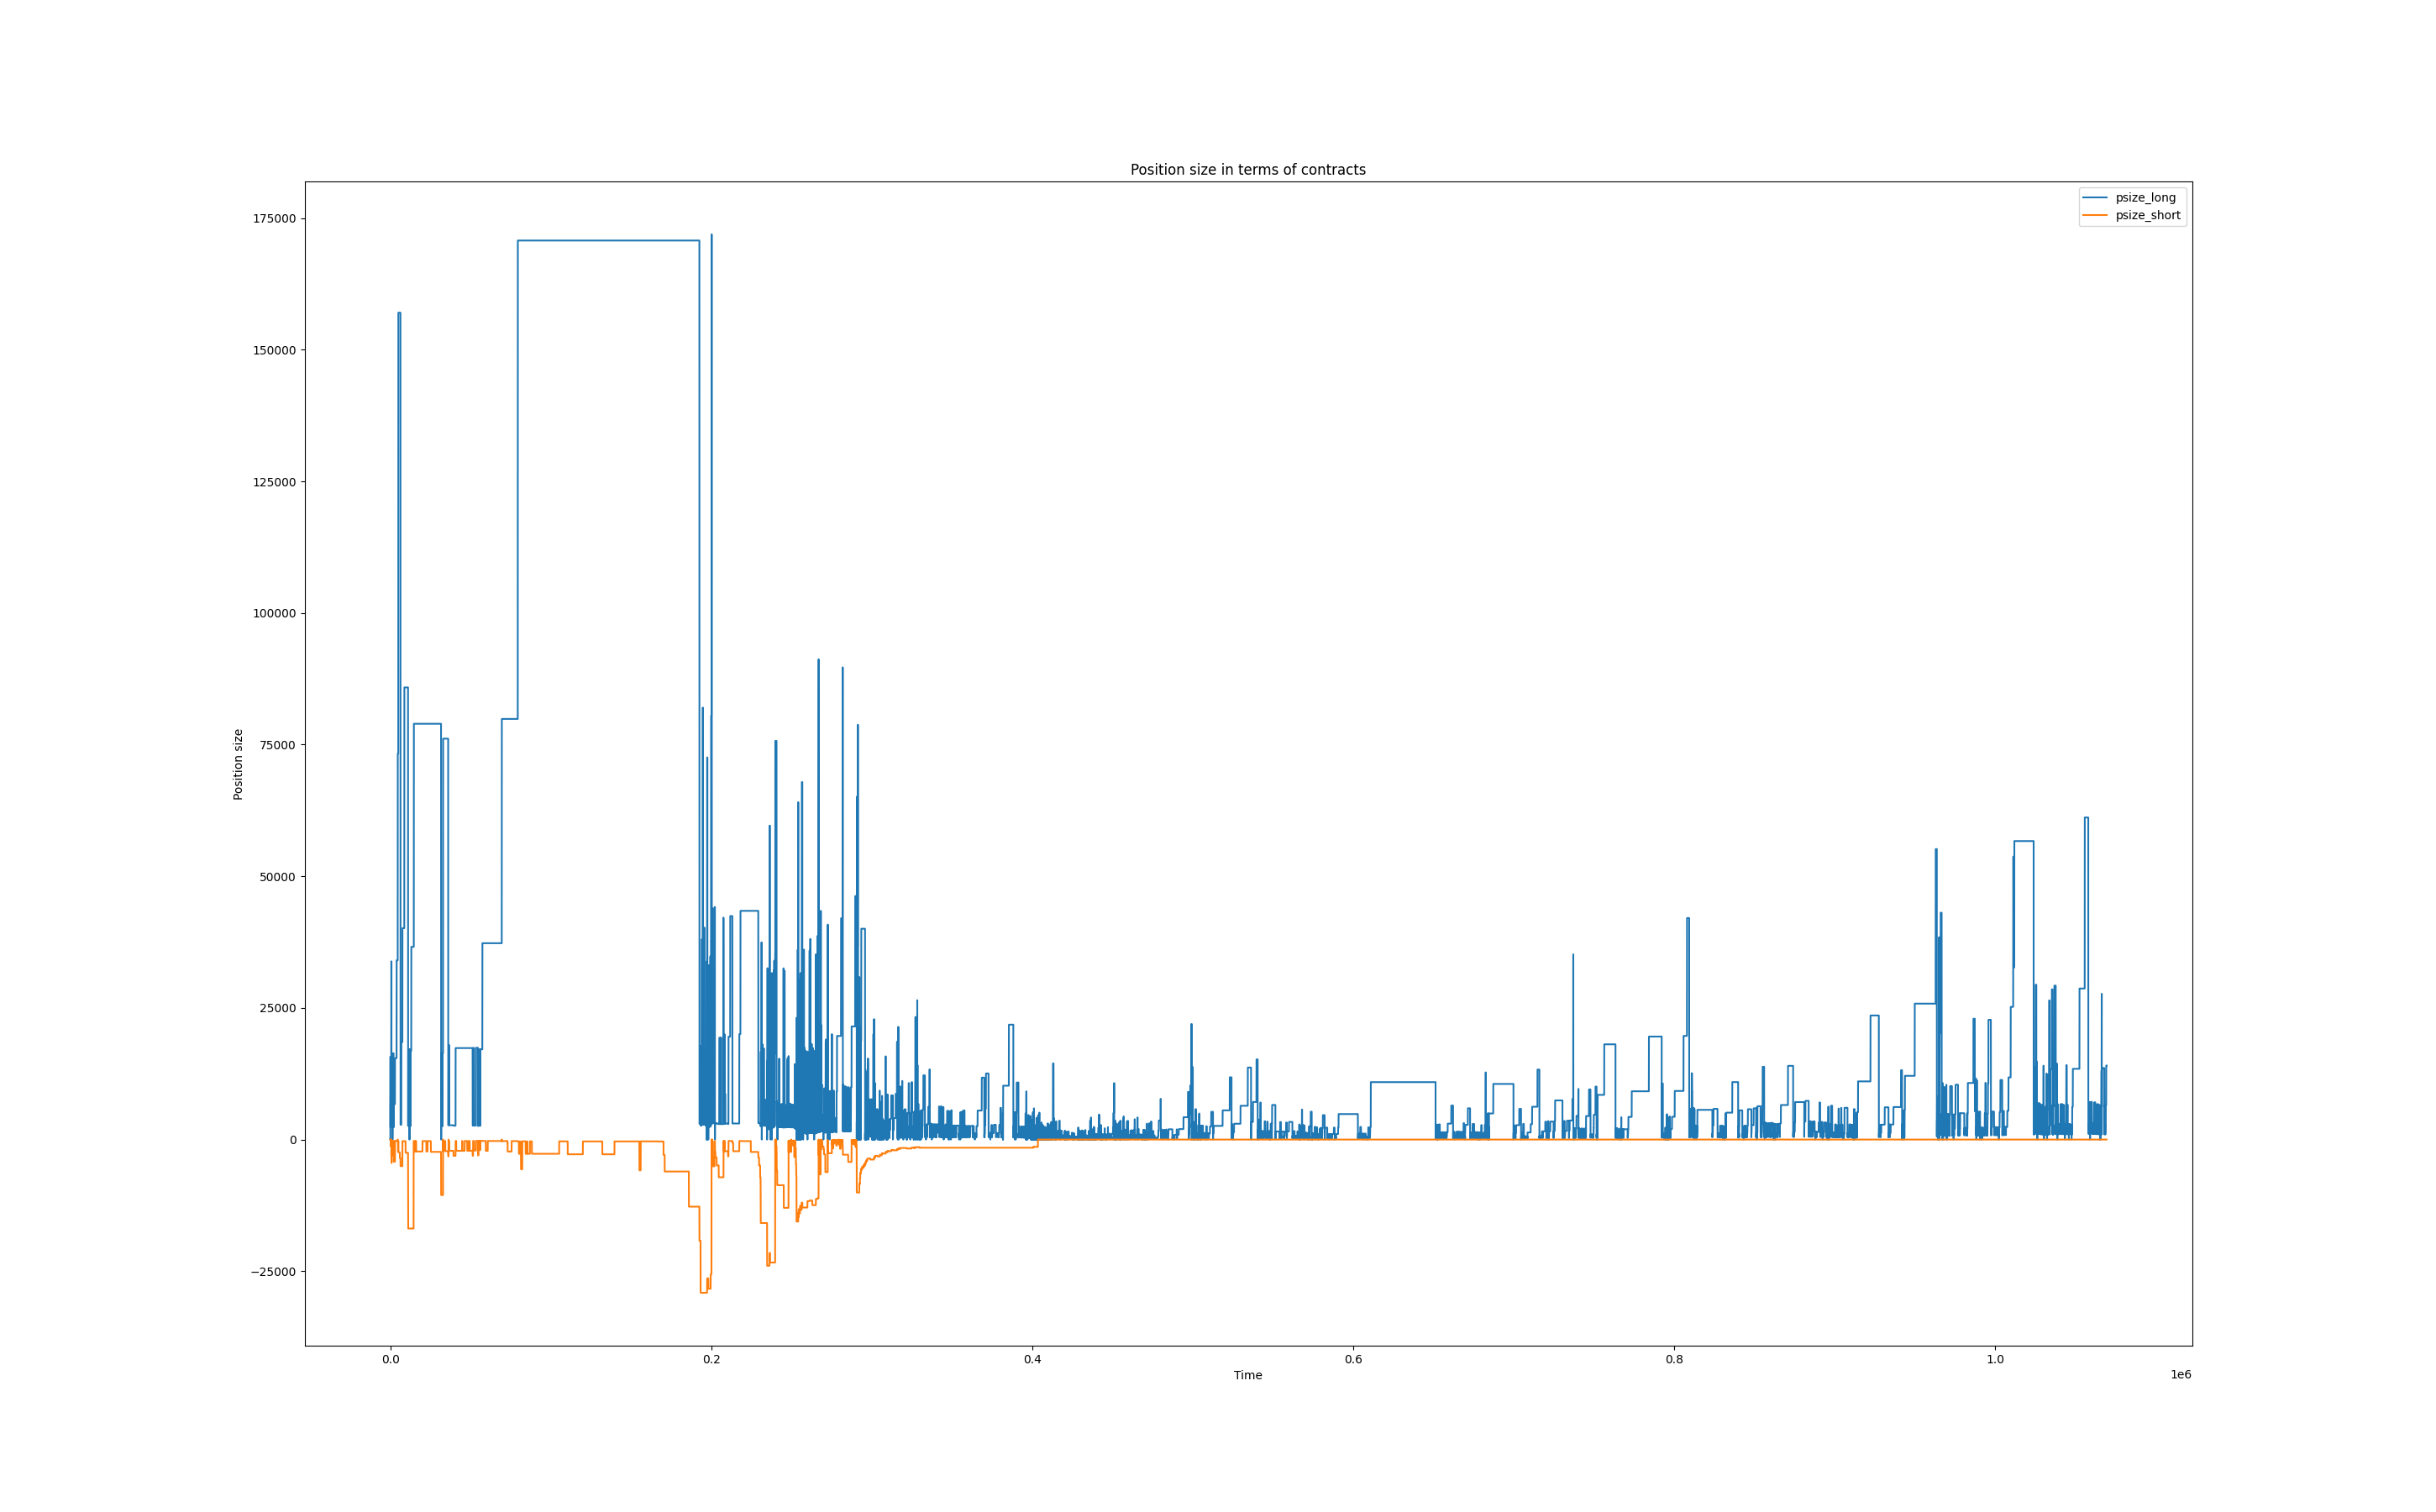 Position size in terms of contracts
psize_long
psize_short
175000
150000
125000
100000
75000
50000
25000
0
−25000
Position size
0.0
0.2
0.4
0.6
0.8
1.0
1e6
Time